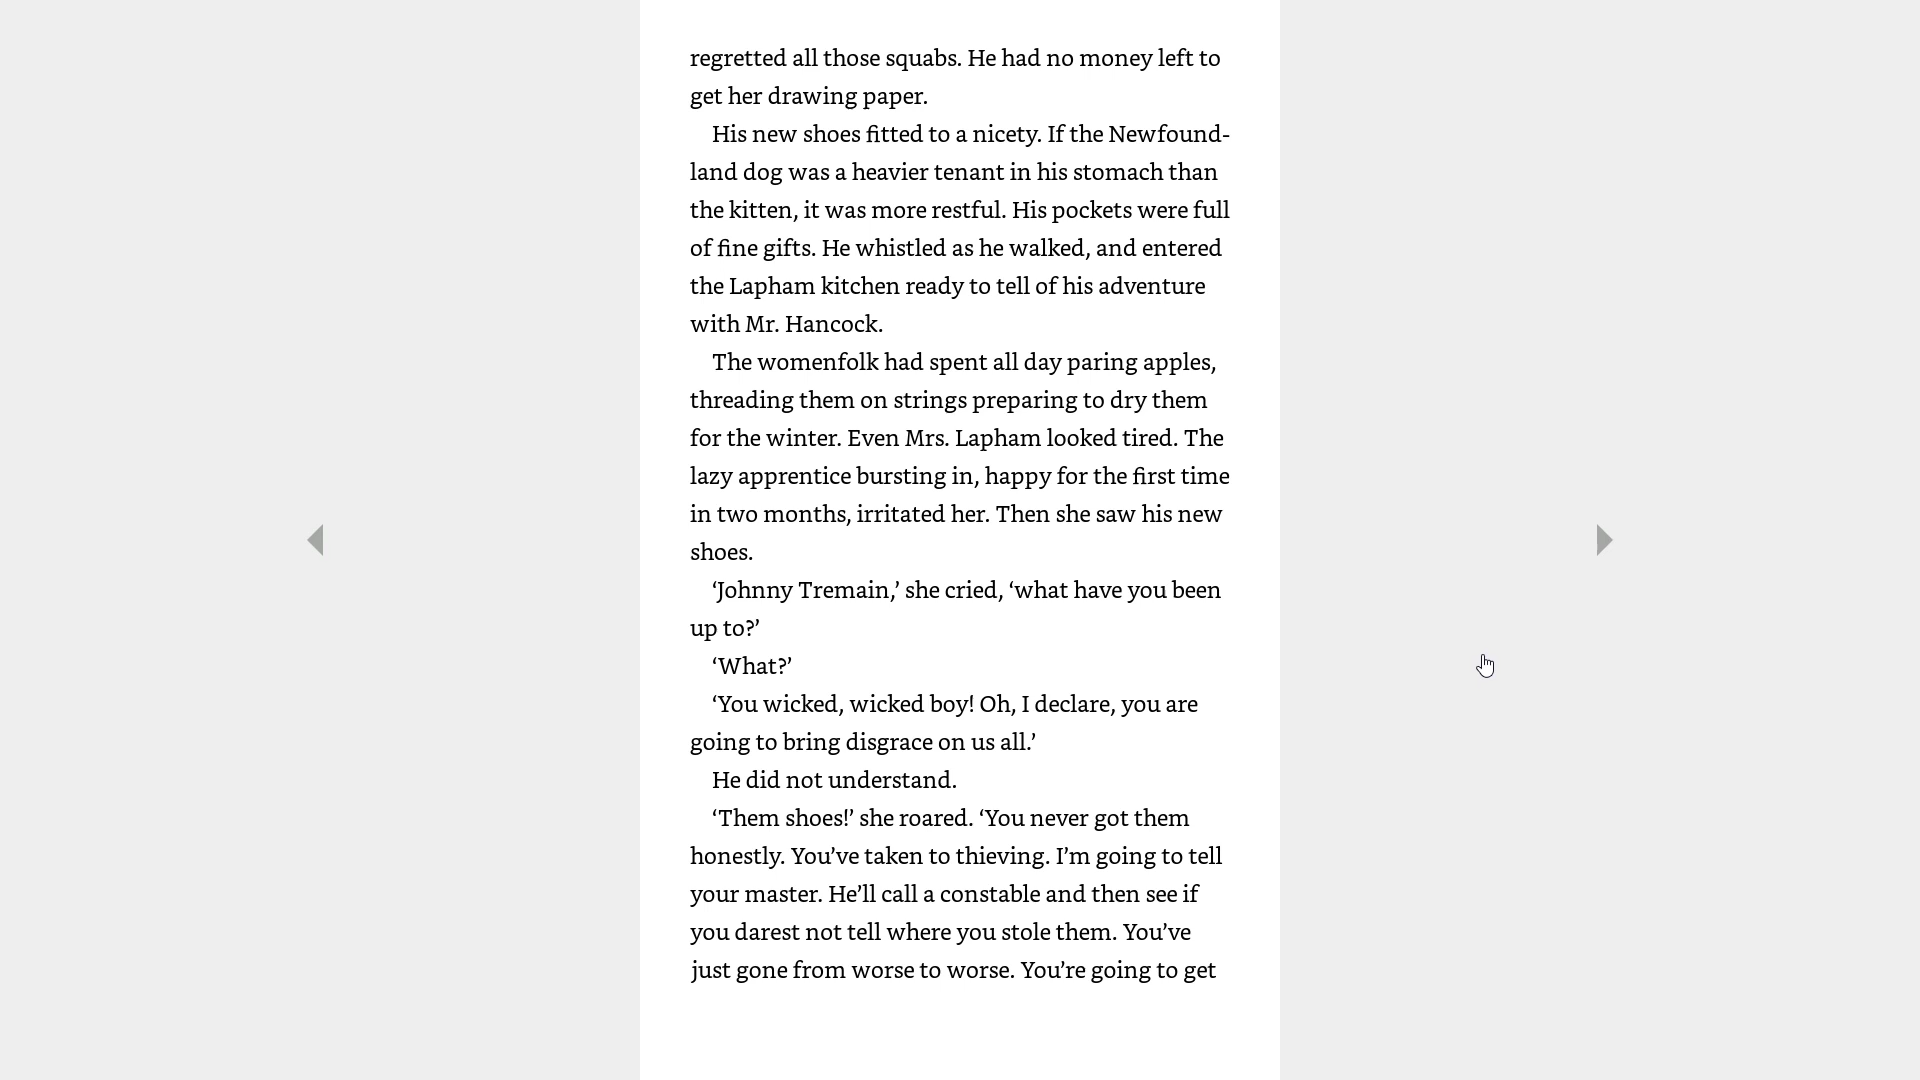 regretted all those squabs. He had no money left to
get her drawing paper.
His new shoes fitted to a nicety. If the Newfound-
land dog was a heavier tenant in his stomach than
the kitten, it was more restful. His pockets were full
of fine gifts. He whistled as he walked, and entered
the Lapham kitchen ready to tell of his adventure
with Mr. Hancock.
The womenfolk had spent all day paring apples,
threading them on strings preparing to dry them
for the winter. Even Mrs. Lapham looked tired. The
lazy apprentice bursting in, happy for the first time
in two months, irritated her. Then she saw his new
shoes.
‘Johnny Tremain,’ she cried, ‘what have you been
up to?’
‘What?’
‘You wicked, wicked boy! Oh, I declare, you are
going to bring disgrace on us all.’
He did not understand.
‘Them shoes!’ she roared. ‘You never got them
honestly. You’ve taken to thieving. I’m going to tell
your master. He’ll call a constable and then see if
you darest not tell where you stole them. You’ve
just gone from worse to worse. You’re going to get